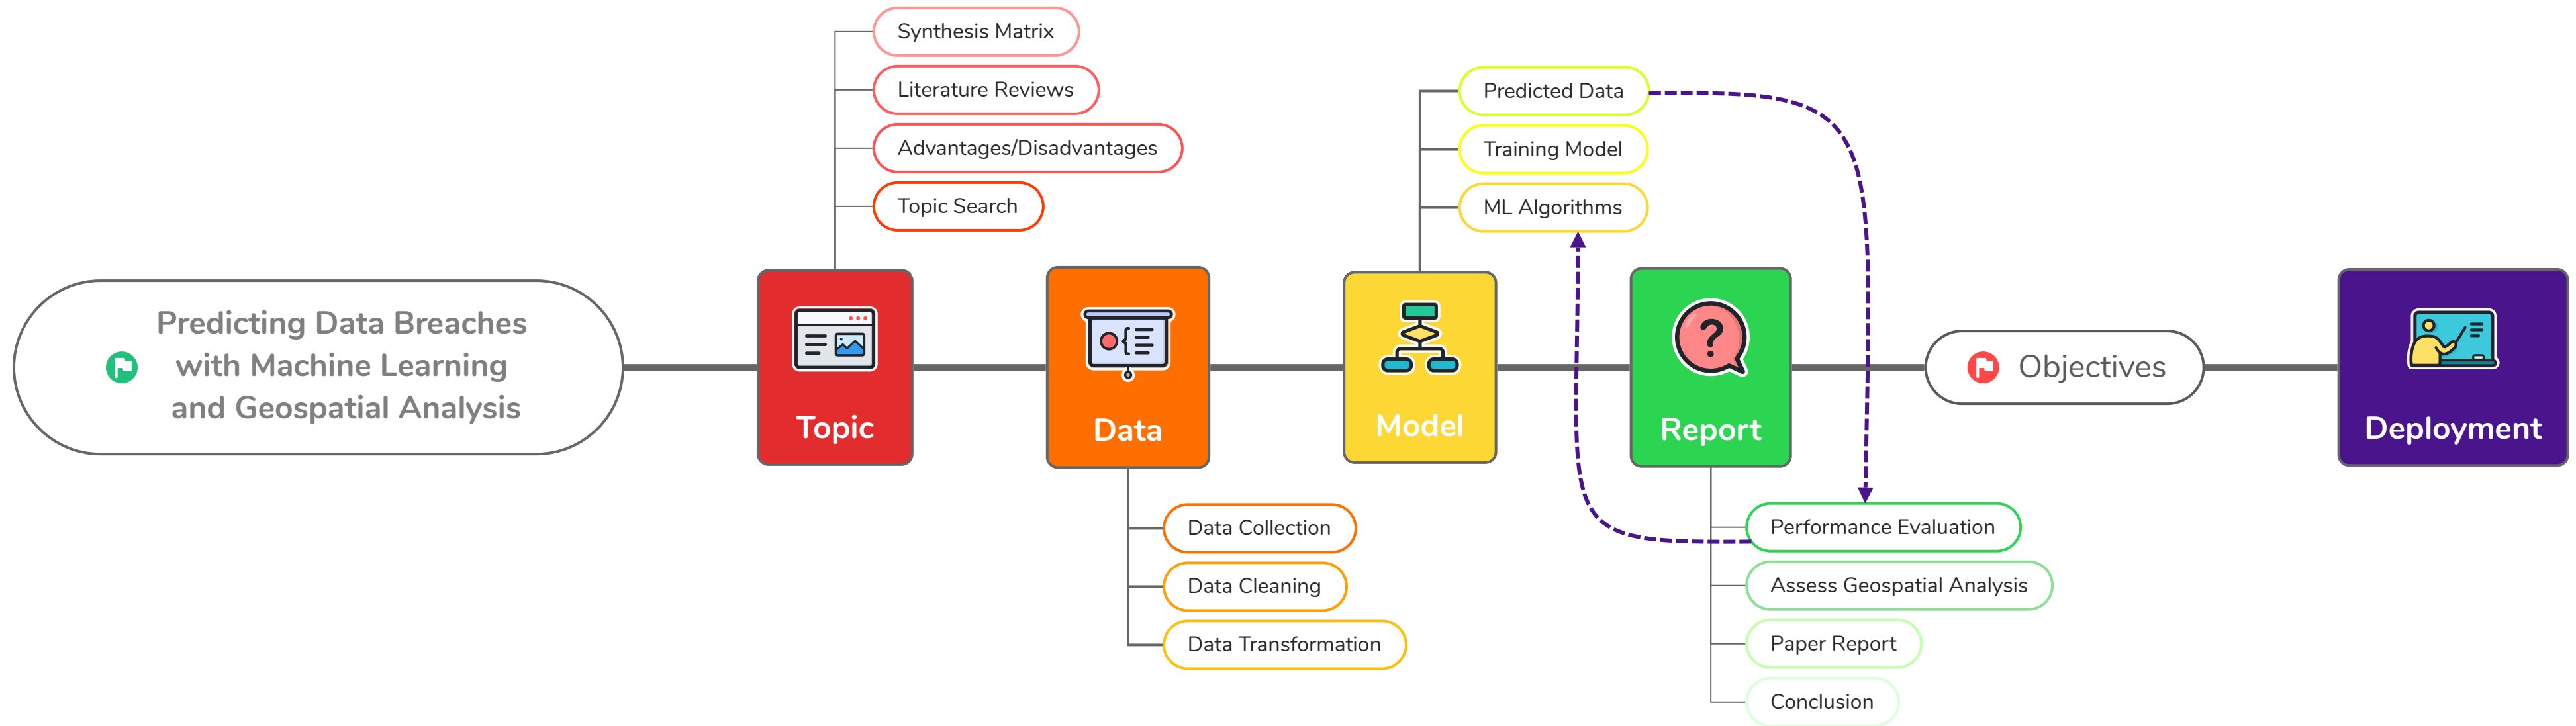 Predicting Data Breaches
with Machine Learning
and Geospatial Analysis
Synthesis Matrix
Literature Reviews
Advantages/Disadvantages
Topic Search
Topic
Data
Data Collection
Data Cleaning
Data Transformation
Predicted Data
Training Model
ML Algorithms
Model
?
Report
Performance Evaluation
Assess Geospatial Analysis
Paper Report
Conclusion
Objectives
Deployment